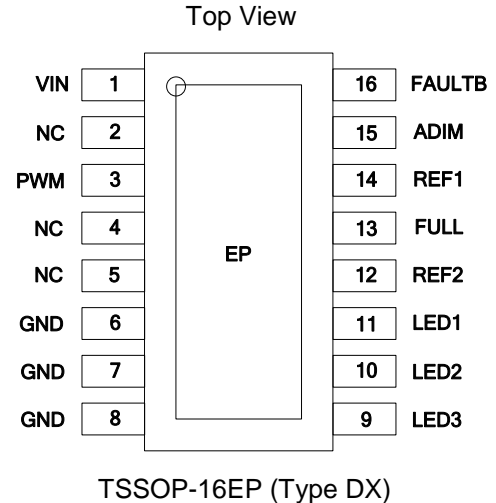 Top View
VIN 1 16 FAULTB
NC 2 15 ADIM
PWM 3 14 REF1
NC 4 13 FULL
EP
NC 5 12 REF2
GND 6 11 LED1
GND 7 10 LED2
GND 8 9 LED3
TSSOP-16EP (Type DX)